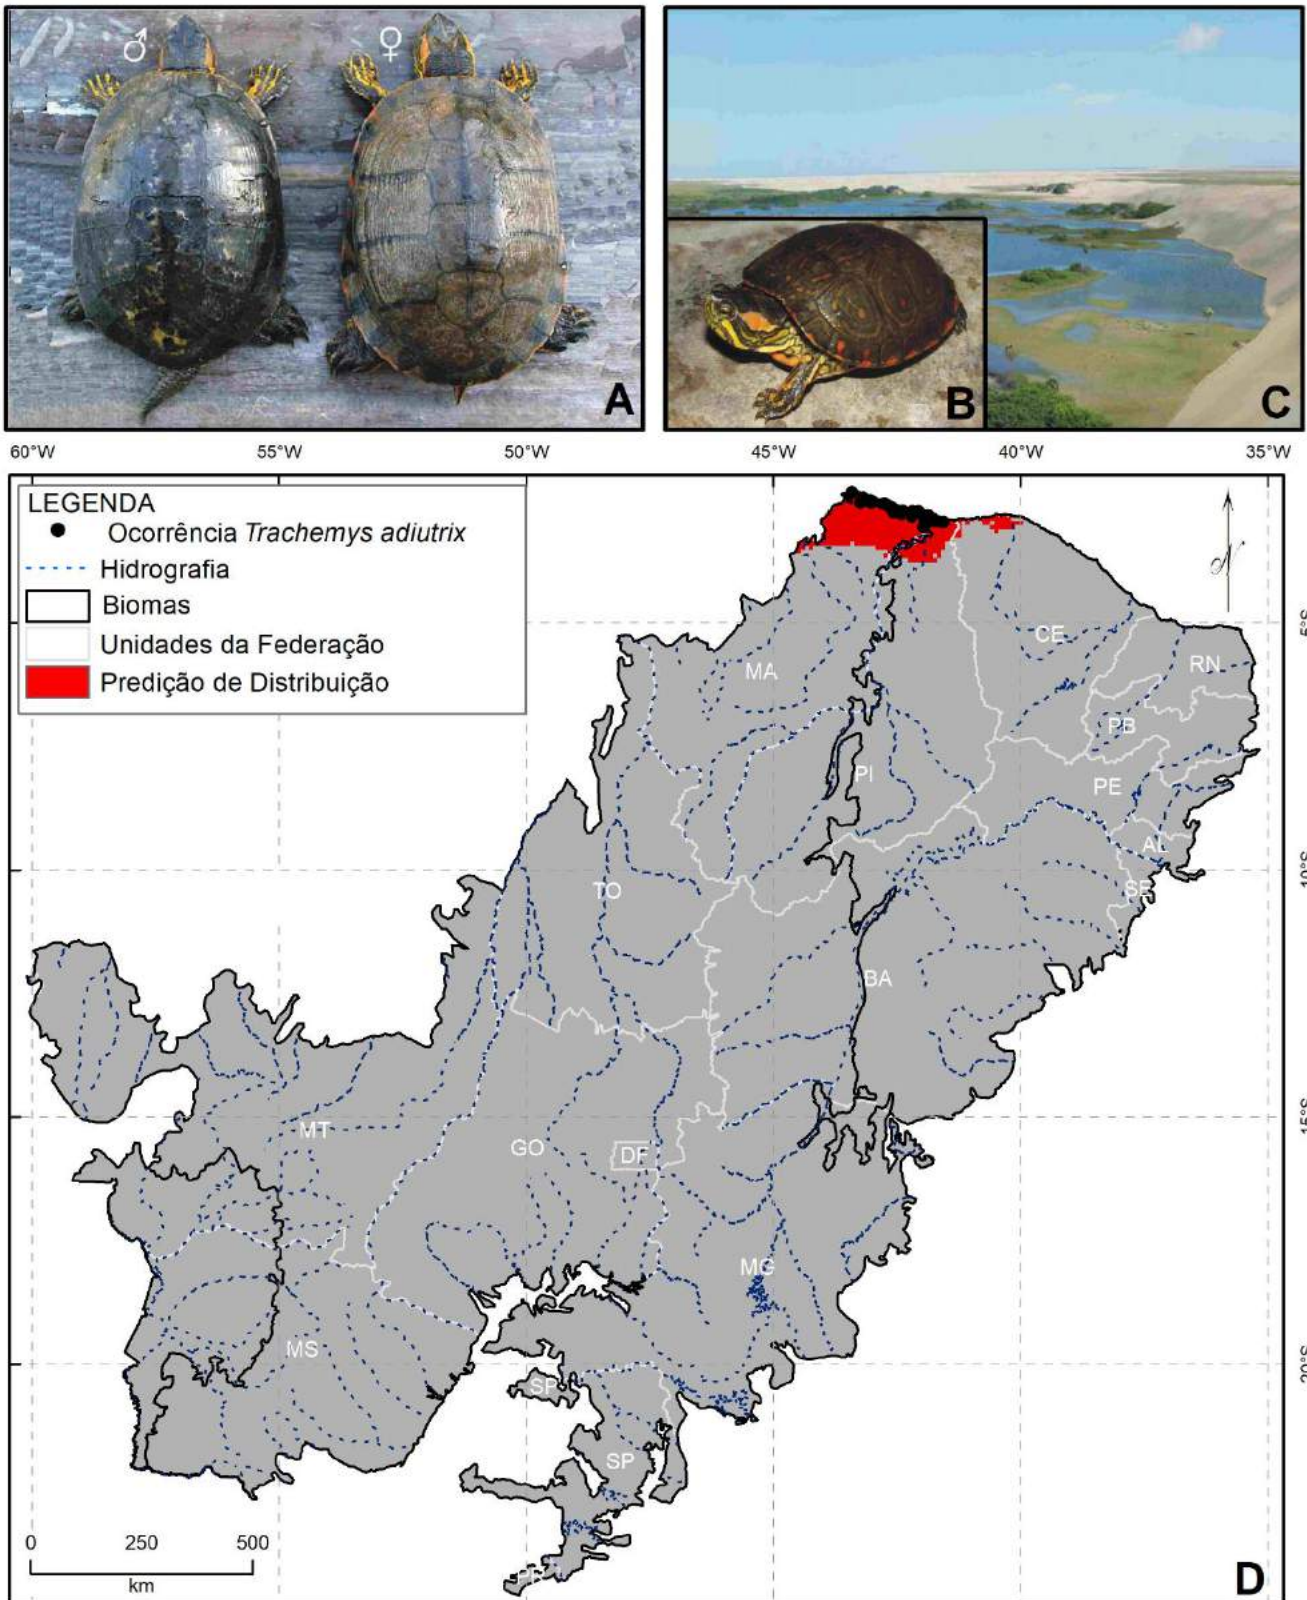 ♂ ♀
A
B
C
60°W 55°W 50°W 45°W 40°W 35°W
LEGENDA
Ocorrência Trachemys adiutrix
Hidrografia
Biomas
Unidades da Federação
Predição de Distribuição
N
5°S
CE
MA
RN
PB
PI
PE
AL
10°S
TO
SE
BA
15°S
MT
GO
DF
MG
MS
20°S
SP
SP
0 250 500
km
PR
D